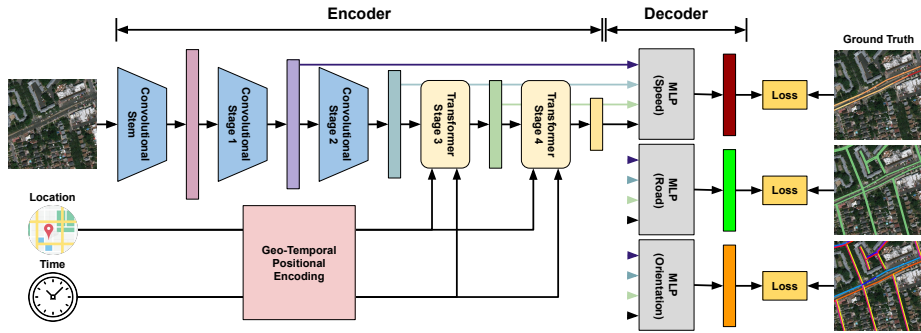 Encoder
Decoder
Ground Truth
Convolutional
Stem
Convolutional
Stage 1
Convolutional
Stage 2
Transformer
Stage 3
Transformer
Stage 4
MLP
(Speed)
Loss
MLP
(Road)
Loss
Location
Geo-Temporal
Positional
Encoding
Time
MLP
(Orientation)
Loss